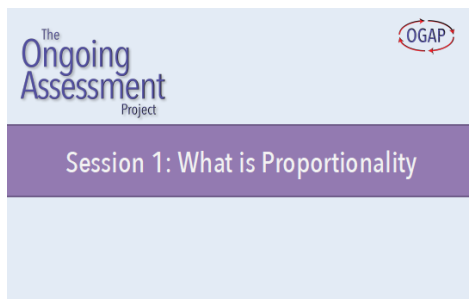 The
Ongoing
Assessment
Project
OGAP
Session 1: What is Proportionality